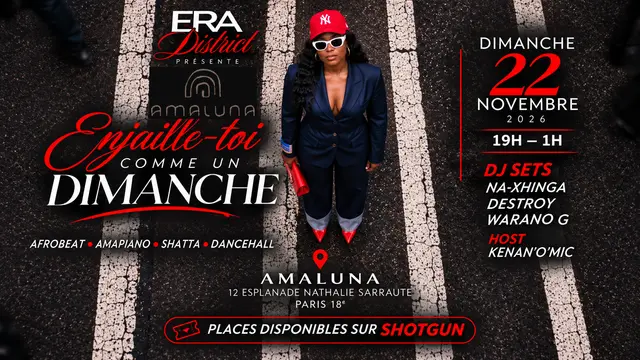 ERA
District
PRÉSENTE
AMALUNA
Enjaille-toi
COMME UN
DIMANCHE
AFROBEAT • AMAPIANO • SHATTA • DANCEHALL
NY
DIMANCHE
22
NOVEMBRE
2026
19H – 1H
DJ SETS
NA-XHINGA
DESTROY
WARANO G
HOST
KENAN'O'MIC
AMALUNA
12 ESPLANADE NATHALIE SARRAUTE
PARIS 18e
PLACES DISPONIBLES SUR SHOTGUN